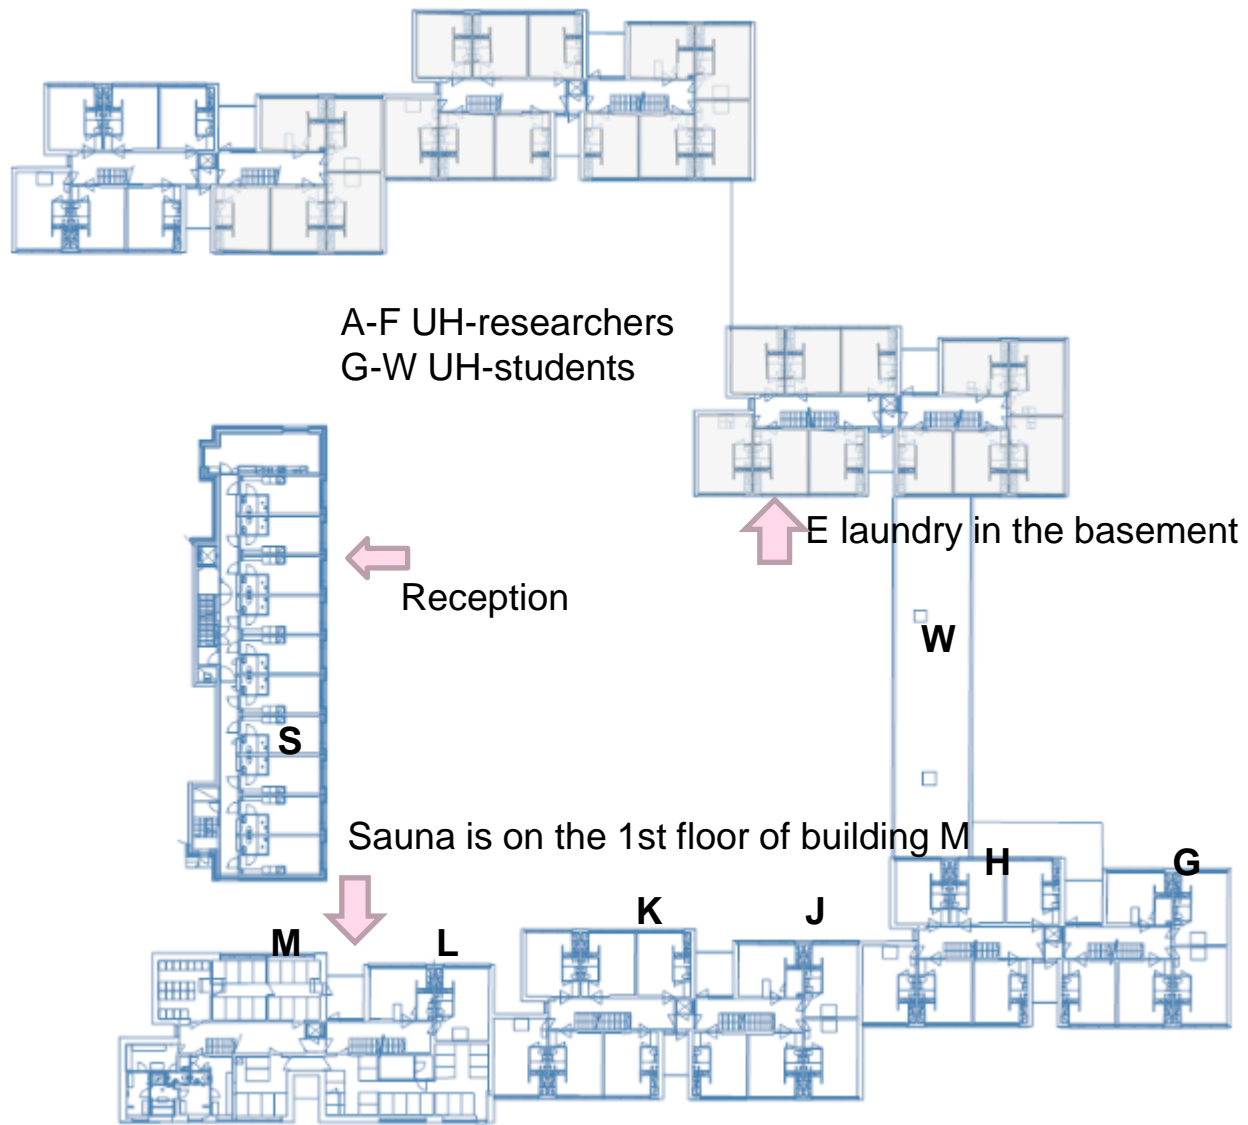 A-F UH-researchers
G-W UH-students
E laundry in the basement
Reception
W
S
Sauna is on the 1st floor of building M
H
G
K
J
M
L